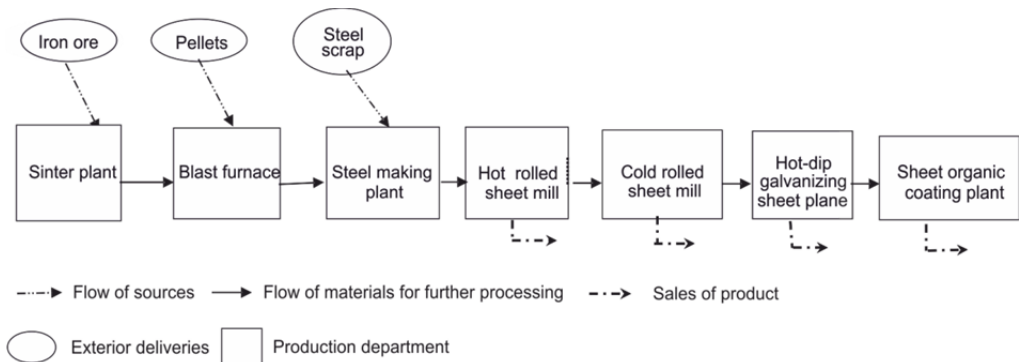 Iron ore
Pellets
Steel
scrap
Sinter plant
Blast furnace
Steel making
plant
Hot rolled
sheet mill
Cold rolled
sheet mill
Hot-dip
galvanizing
sheet plane
Sheet organic
coating plant
Flow of sources
Flow of materials for further processing
Sales of product
Exterior deliveries
Production department